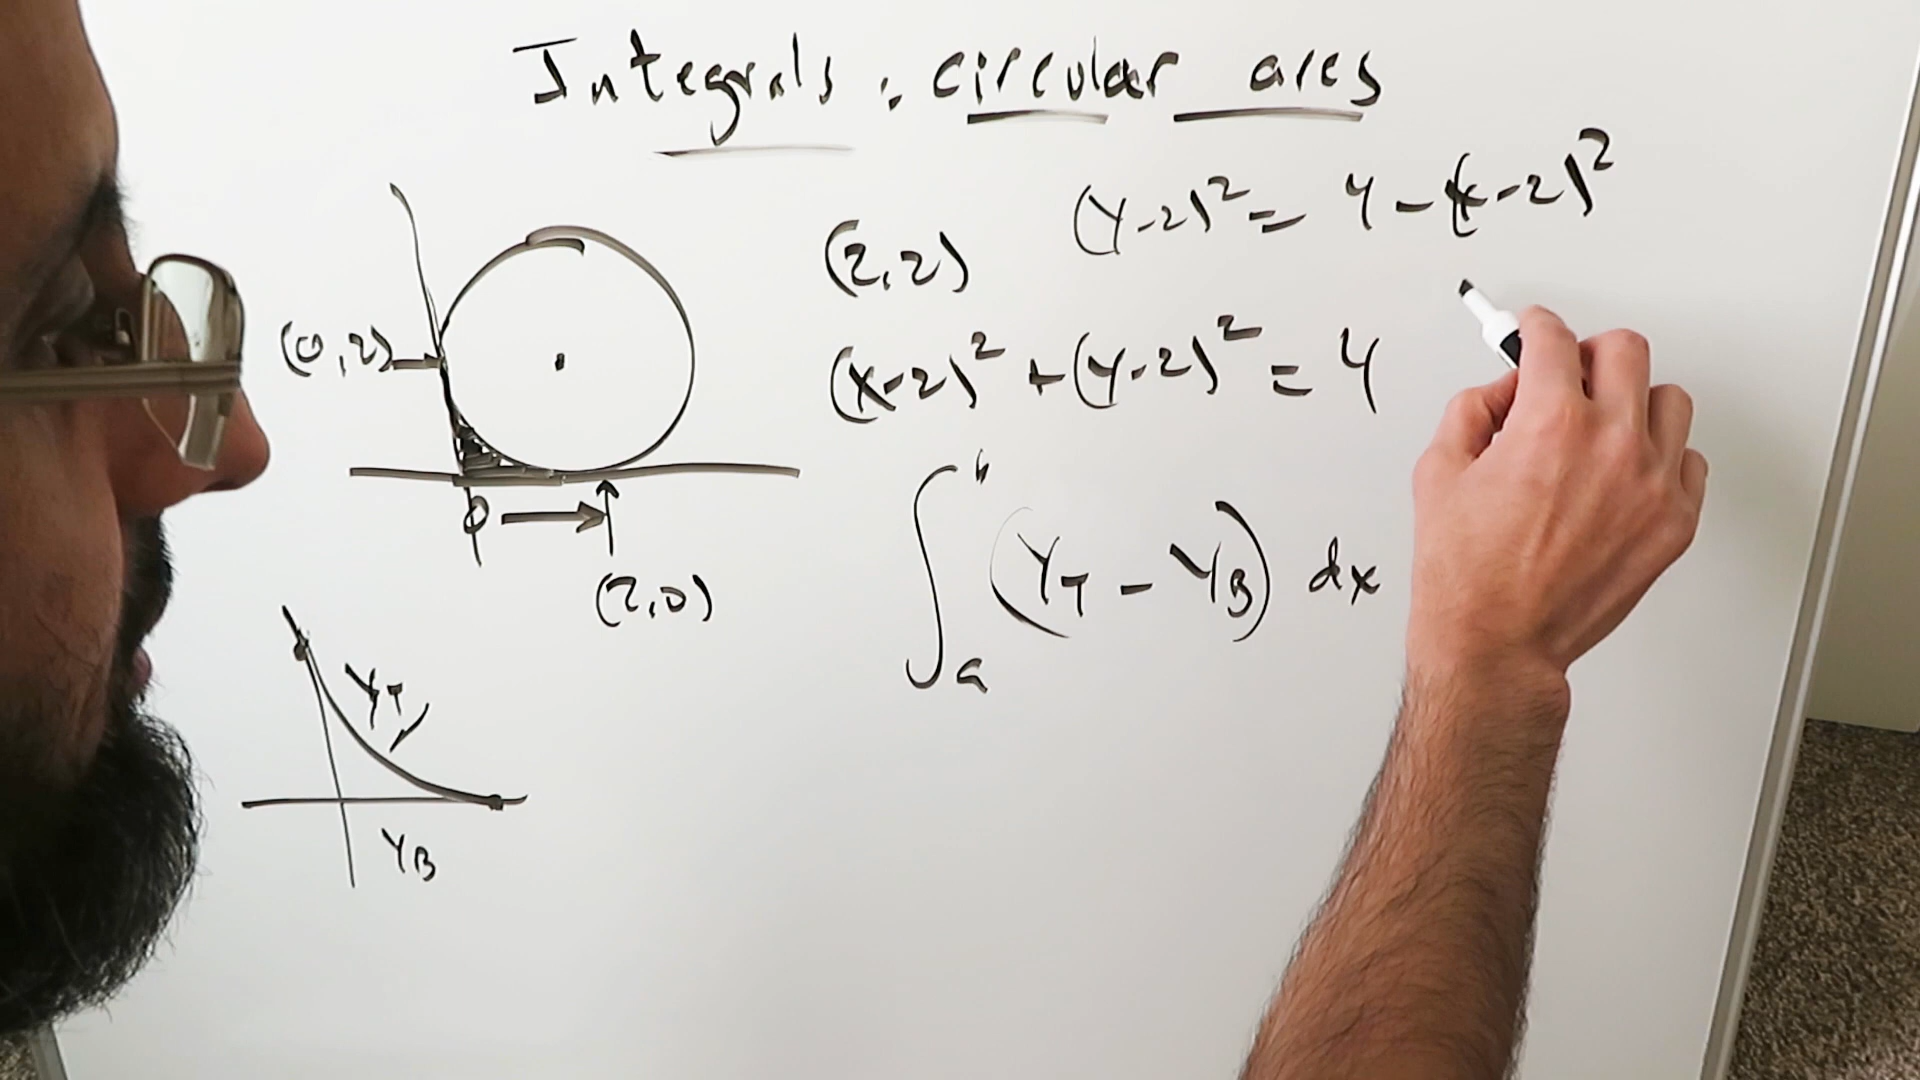 Integrals : circular arcs
(y-2)² = 4 - (x-2)²
(2,2)
(0,2)
(x-2)² + (y-2)² = 4
0
(2,0)
∫ₐᵇ (Y_T - Y_B) dx
Y_T
Y_B